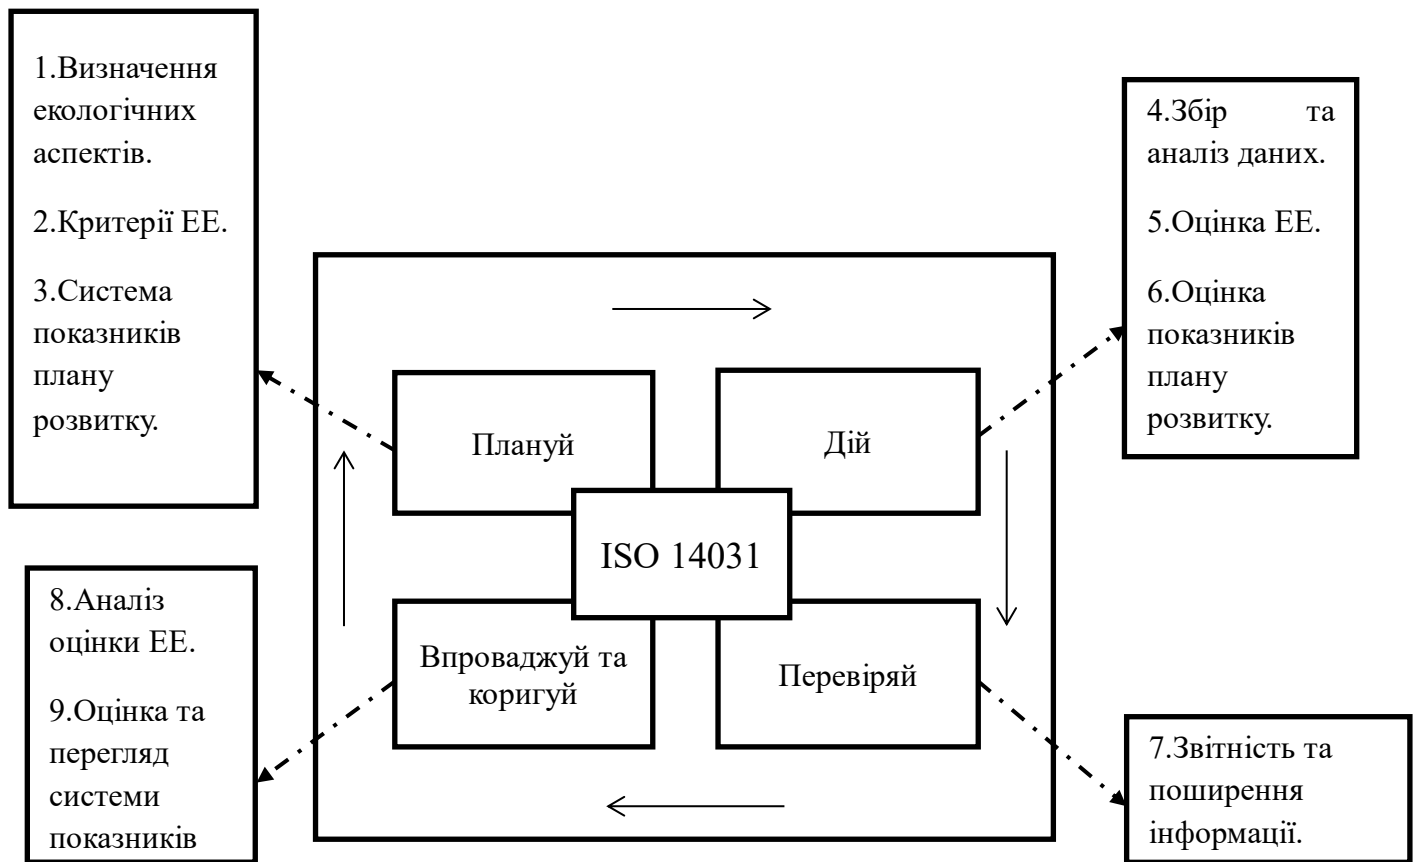 1.Визначення
екологічних
аспектів.
2.Критерії ЕЕ.
3.Система
показників
плану
розвитку.
4.Збір та
аналіз даних.
5.Оцінка ЕЕ.
6.Оцінка
показників
плану
розвитку.
Плануй
Дій
ISO 14031
Впроваджуй та
коригуй
Перевіряй
8.Аналіз
оцінки ЕЕ.
9.Оцінка та
перегляд
системи
показників
7.Звітність та
поширення
інформації.